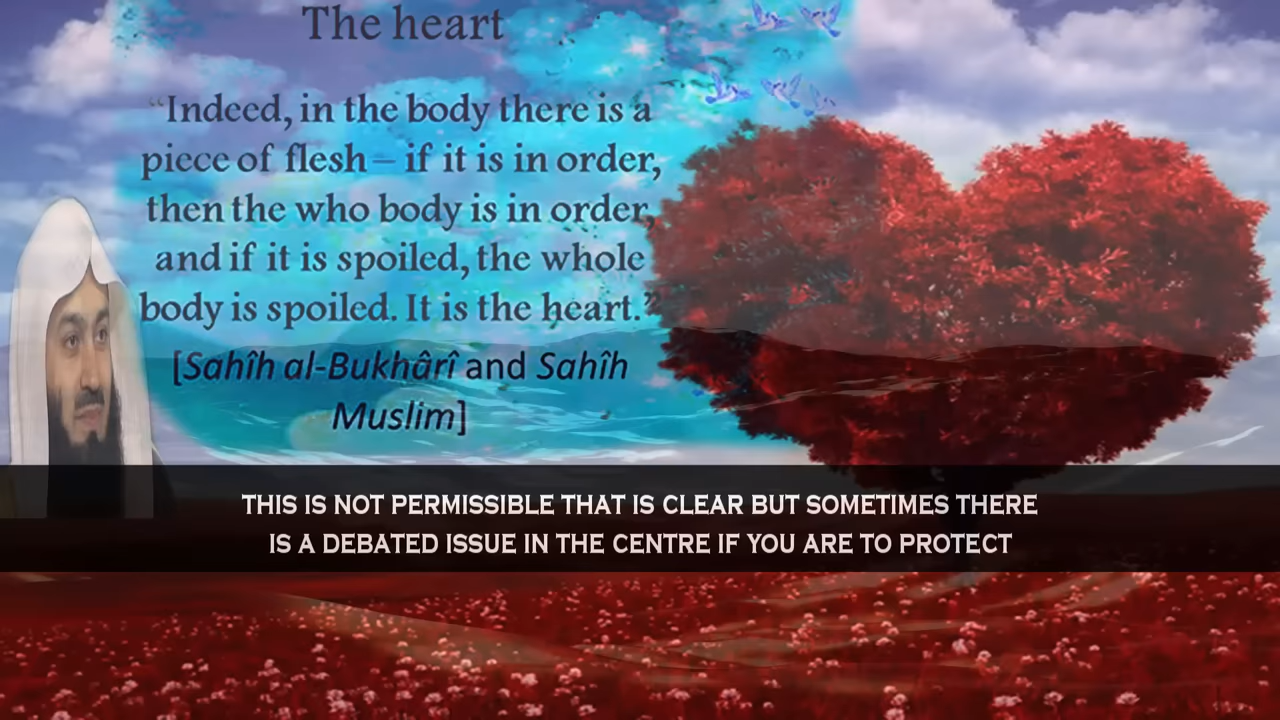 The heart
“Indeed, in the body there is a
piece of flesh – if it is in order,
then the who body is in order,
and if it is spoiled, the whole
body is spoiled. It is the heart.”
[Sahîh al-Bukhârî and Sahîh
Muslim]
THIS IS NOT PERMISSIBLE THAT IS CLEAR BUT SOMETIMES THERE
IS A DEBATED ISSUE IN THE CENTRE IF YOU ARE TO PROTECT